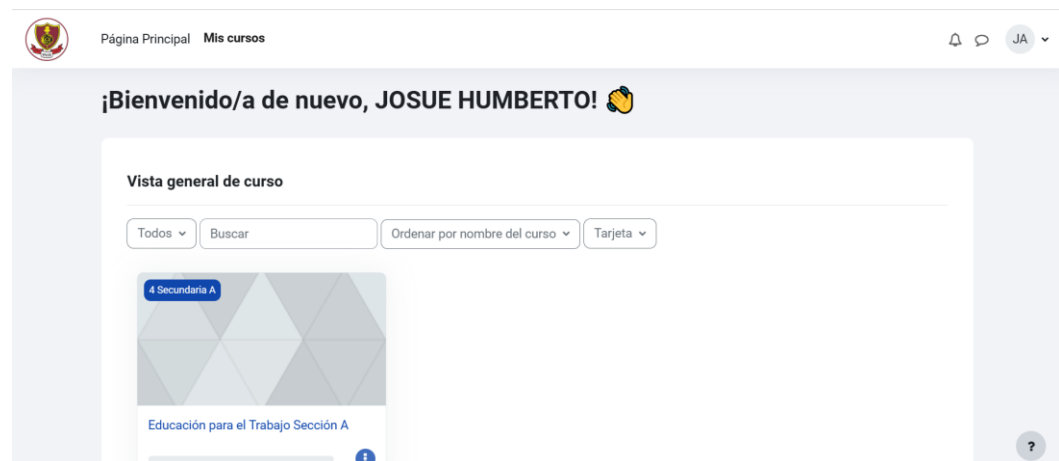 Página Principal Mis cursos JA
¡Bienvenido/a de nuevo, JOSUE HUMBERTO! 👋
Vista general de curso
Todos Buscar Ordenar por nombre del curso Tarjeta
4 Secundaria A
Educación para el Trabajo Sección A
?